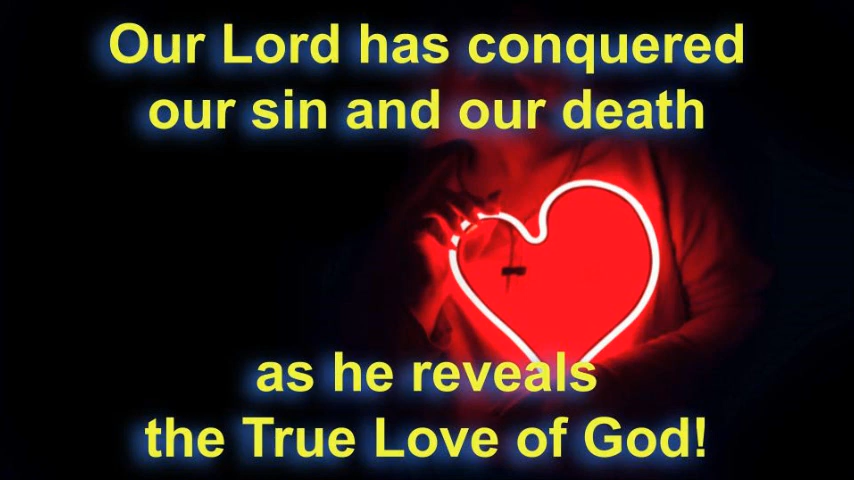 Our Lord has conquered
our sin and our death
as he reveals
the True Love of God!